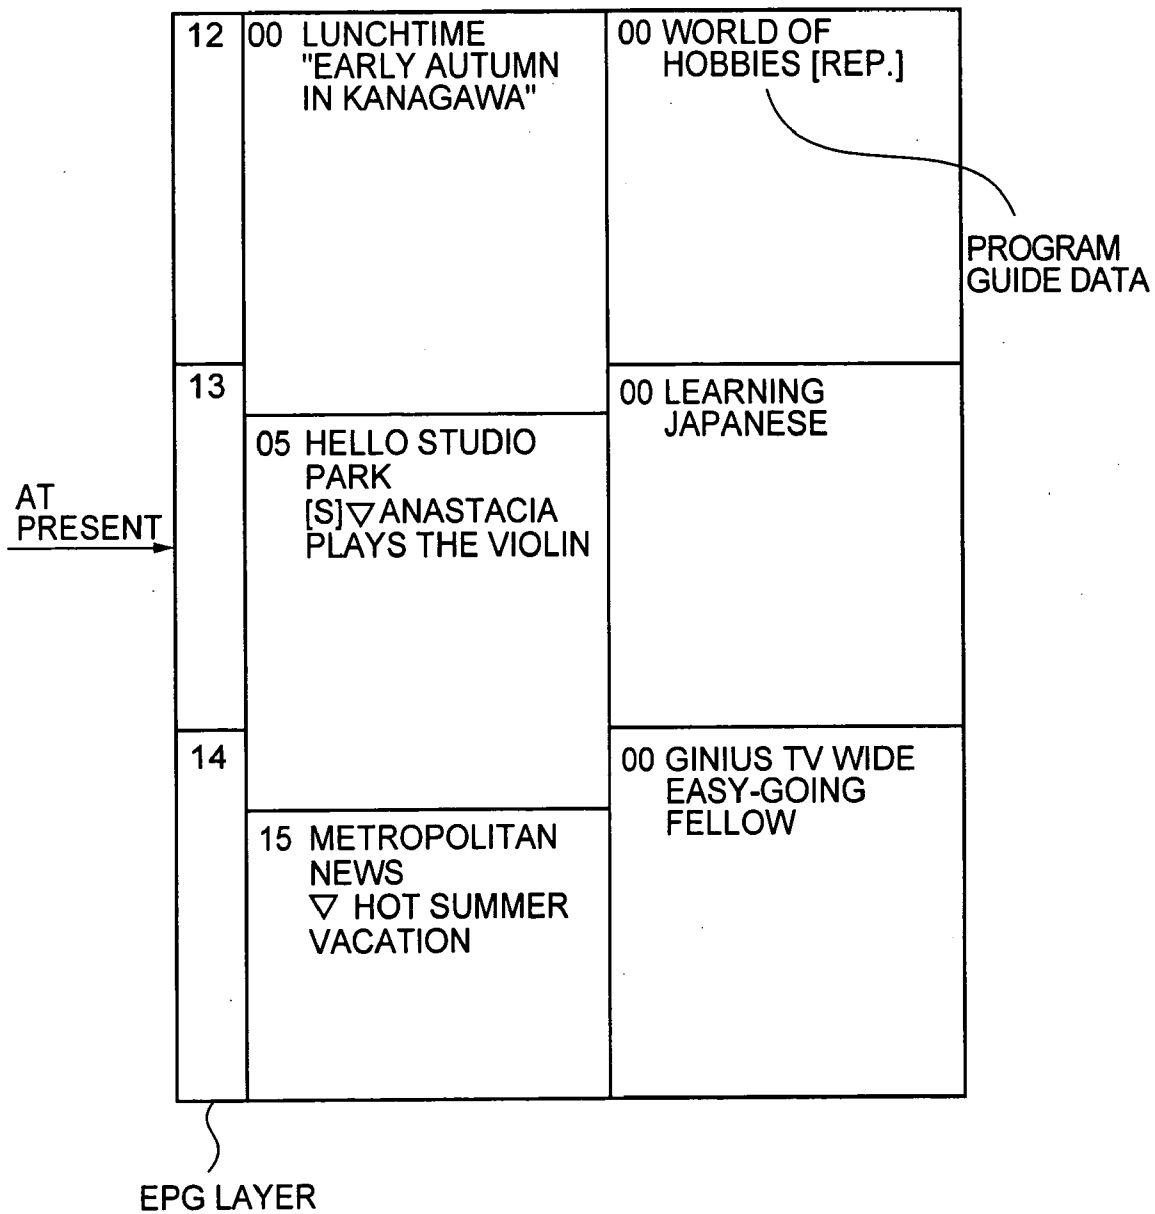 12
00 LUNCHTIME
"EARLY AUTUMN
IN KANAGAWA"
00 WORLD OF
HOBBIES [REP.]
PROGRAM
GUIDE DATA
13
05 HELLO STUDIO
PARK
[S]▽ANASTACIA
PLAYS THE VIOLIN
00 LEARNING
JAPANESE
AT
PRESENT
14
15 METROPOLITAN
NEWS
▽ HOT SUMMER
VACATION
00 GINIUS TV WIDE
EASY-GOING
FELLOW
EPG LAYER